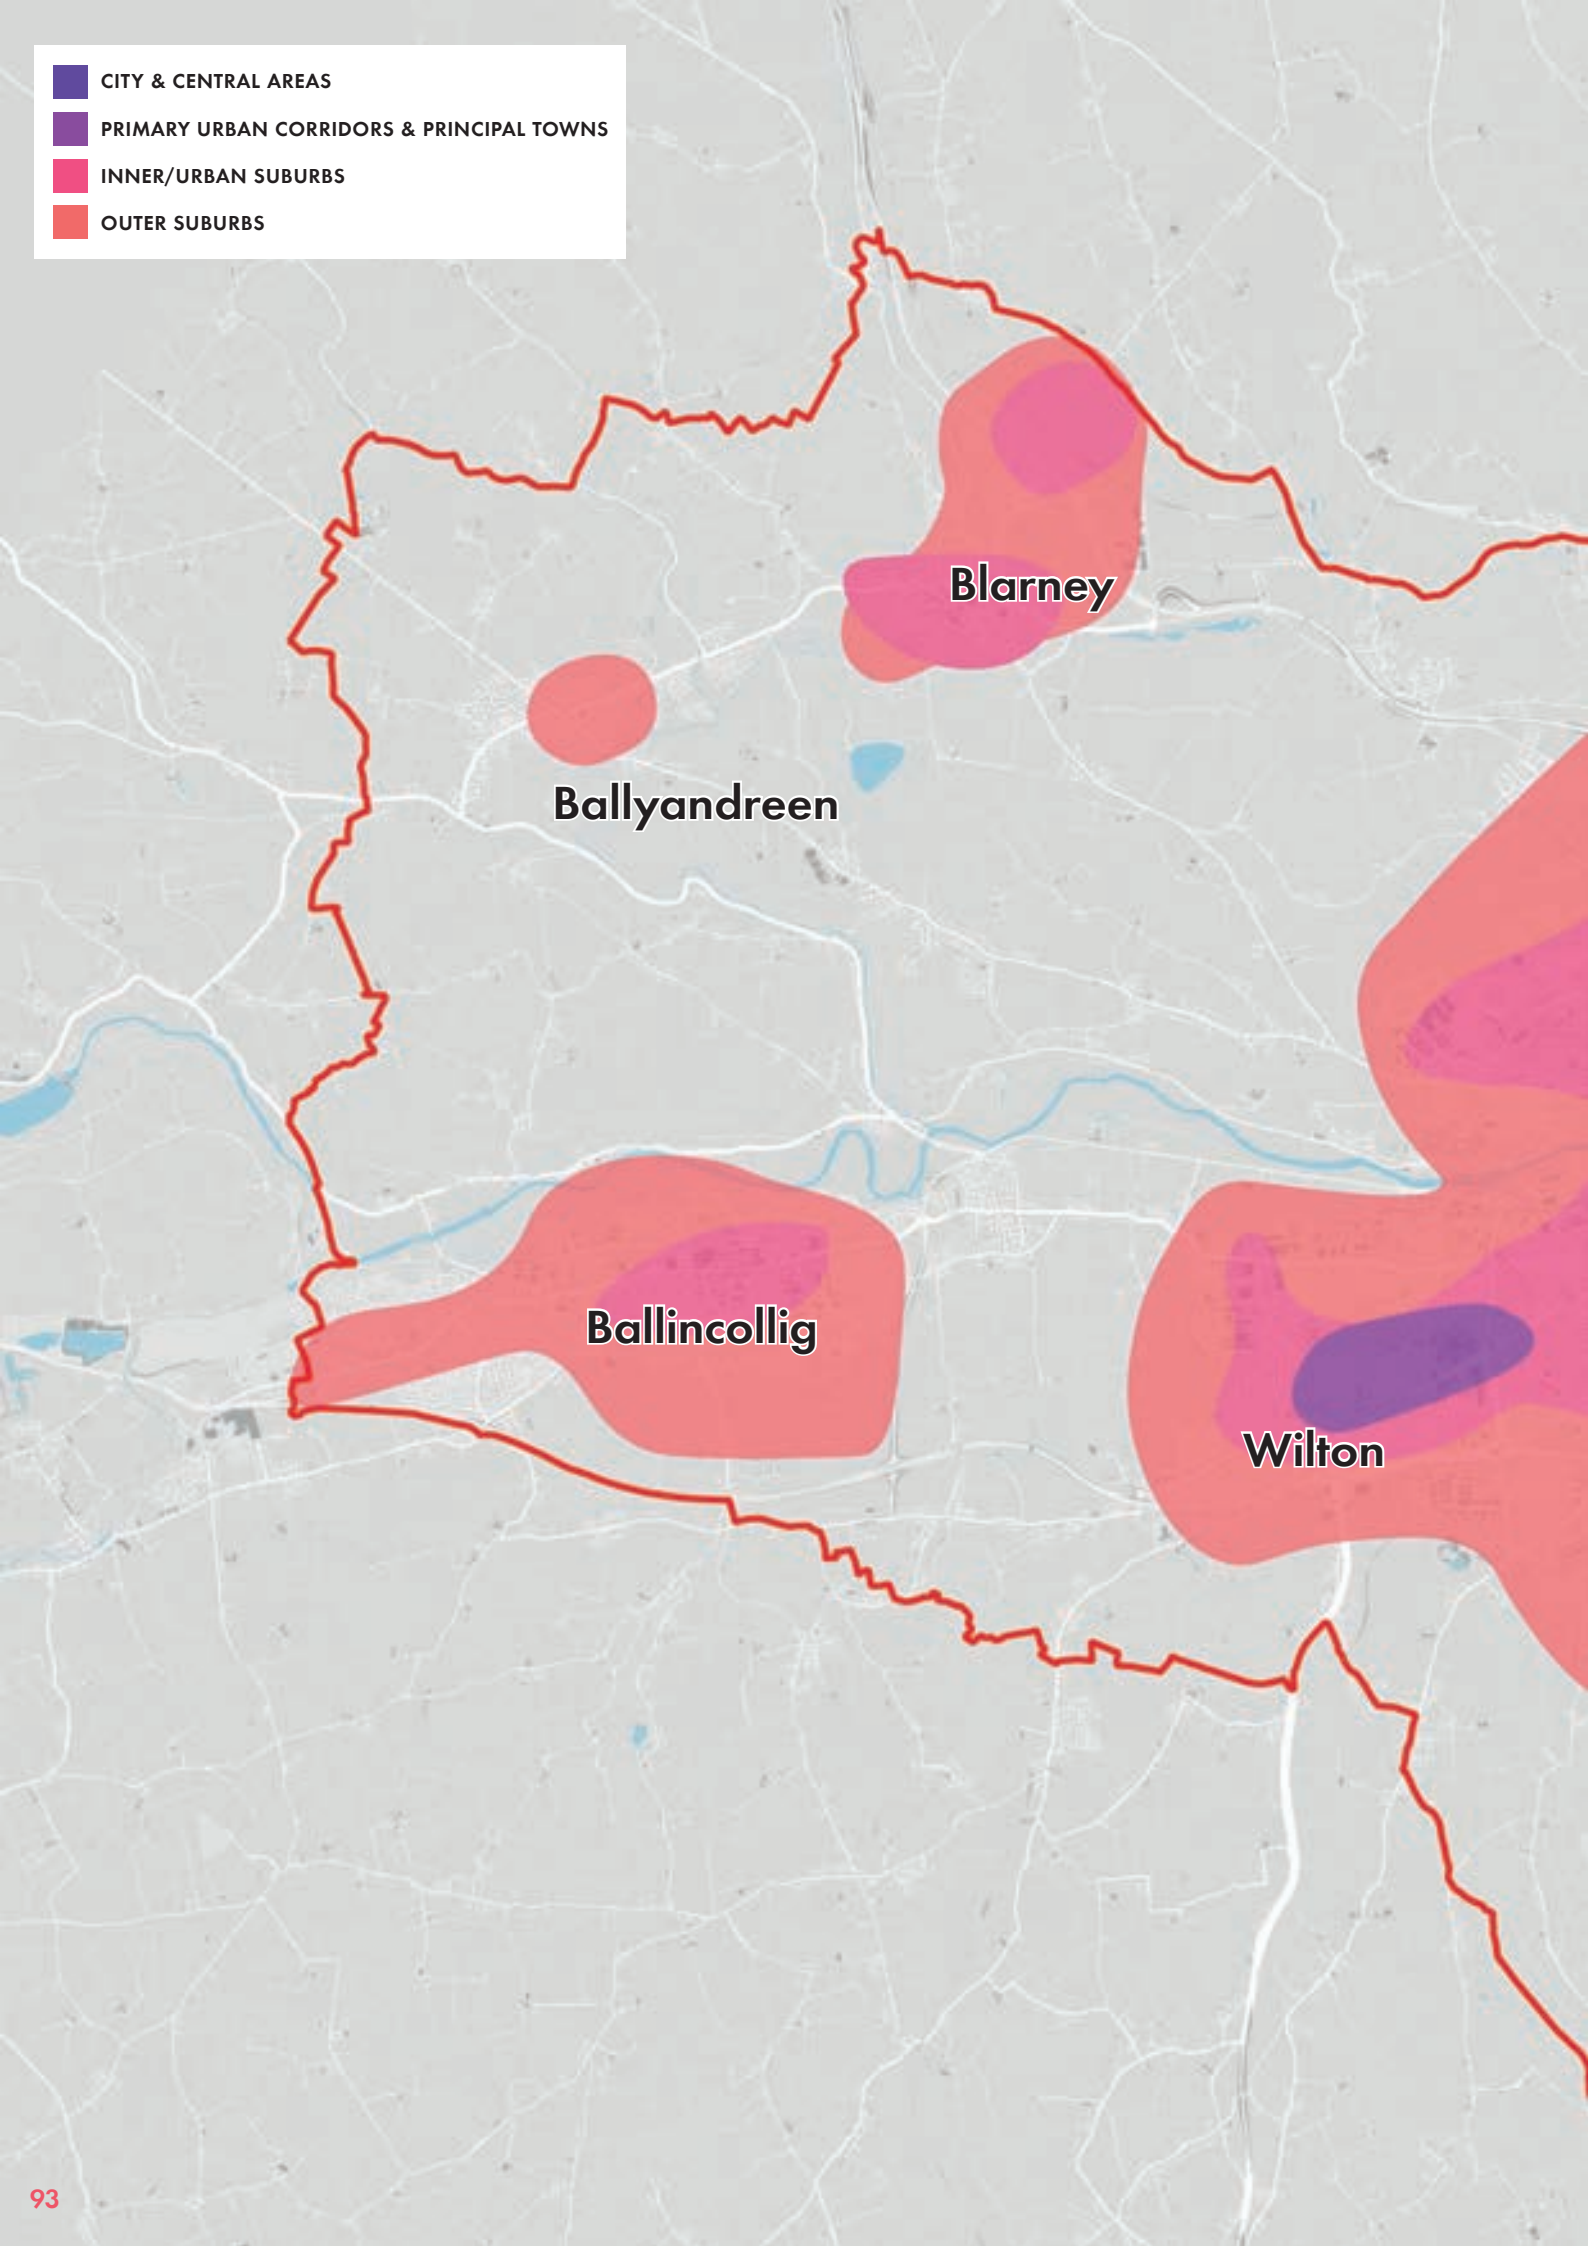 CITY & CENTRAL AREAS
PRIMARY URBAN CORRIDORS & PRINCIPAL TOWNS
INNER/URBAN SUBURBS
OUTER SUBURBS
Blarney
Ballyandreen
Ballincollig
Wilton
93